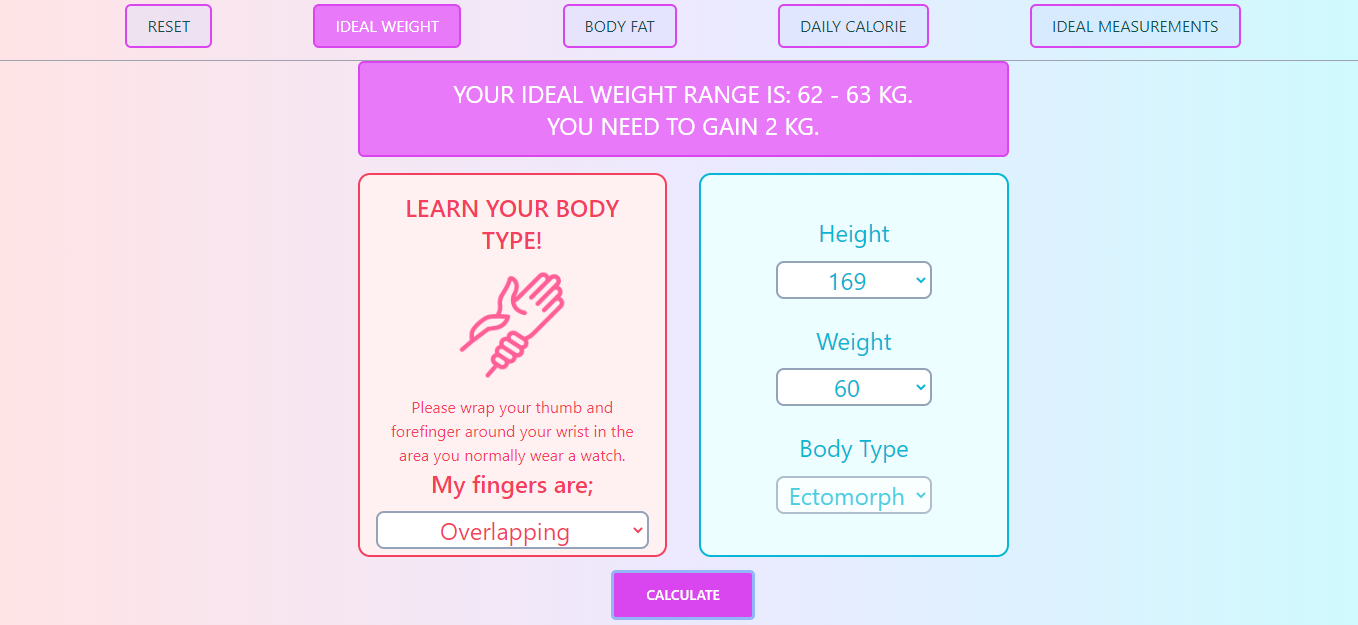 RESET
IDEAL WEIGHT
BODY FAT
DAILY CALORIE
IDEAL MEASUREMENTS
YOUR IDEAL WEIGHT RANGE IS: 62 - 63 KG.
YOU NEED TO GAIN 2 KG.
LEARN YOUR BODY
TYPE!
Please wrap your thumb and
forefinger around your wrist in the
area you normally wear a watch.
My fingers are;
Overlapping
Height
169
Weight
60
Body Type
Ectomorph
CALCULATE